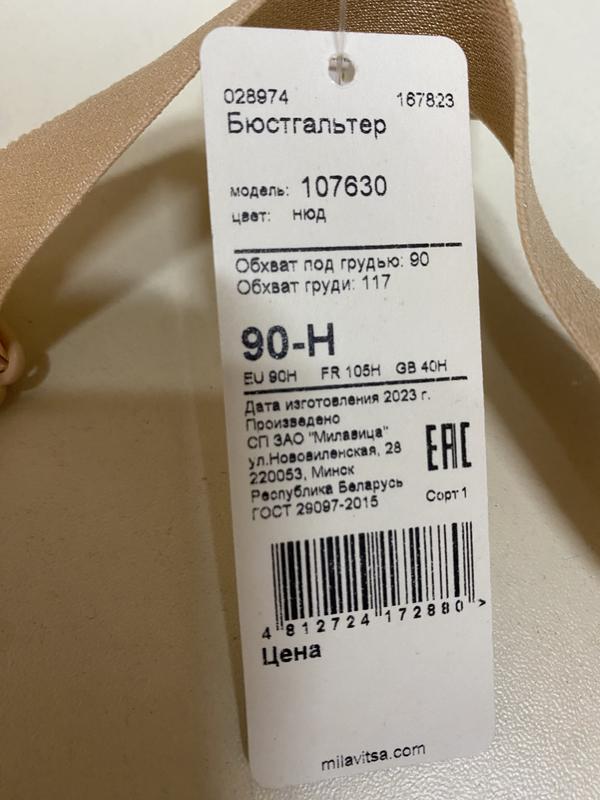 028974 167823
Бюстгальтер
модель: 107630
цвет: нюд
Обхват под грудью: 90
Обхват груди: 117
90-H
EU 90H FR 105H GB 40H
Дата изготовления 2023 г.
Произведено
СП ЗАО "Милавица"
ул.Нововиленская, 28
220053, Минск
Республика Беларусь
ГОСТ 29097-2015
EAC
Сорт 1
4 812724 172880 >
Цена
milavitsa.com